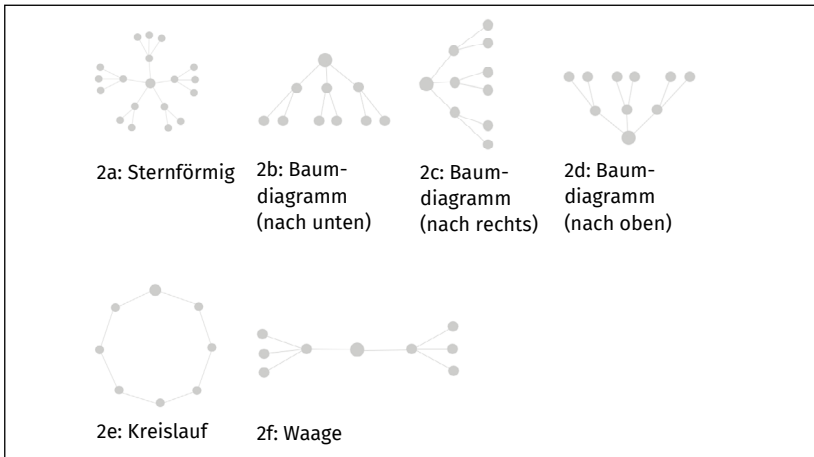 2a: Sternförmig
2b: Baum-
diagramm
(nach unten)
2c: Baum-
diagramm
(nach rechts)
2d: Baum-
diagramm
(nach oben)
2e: Kreislauf
2f: Waage